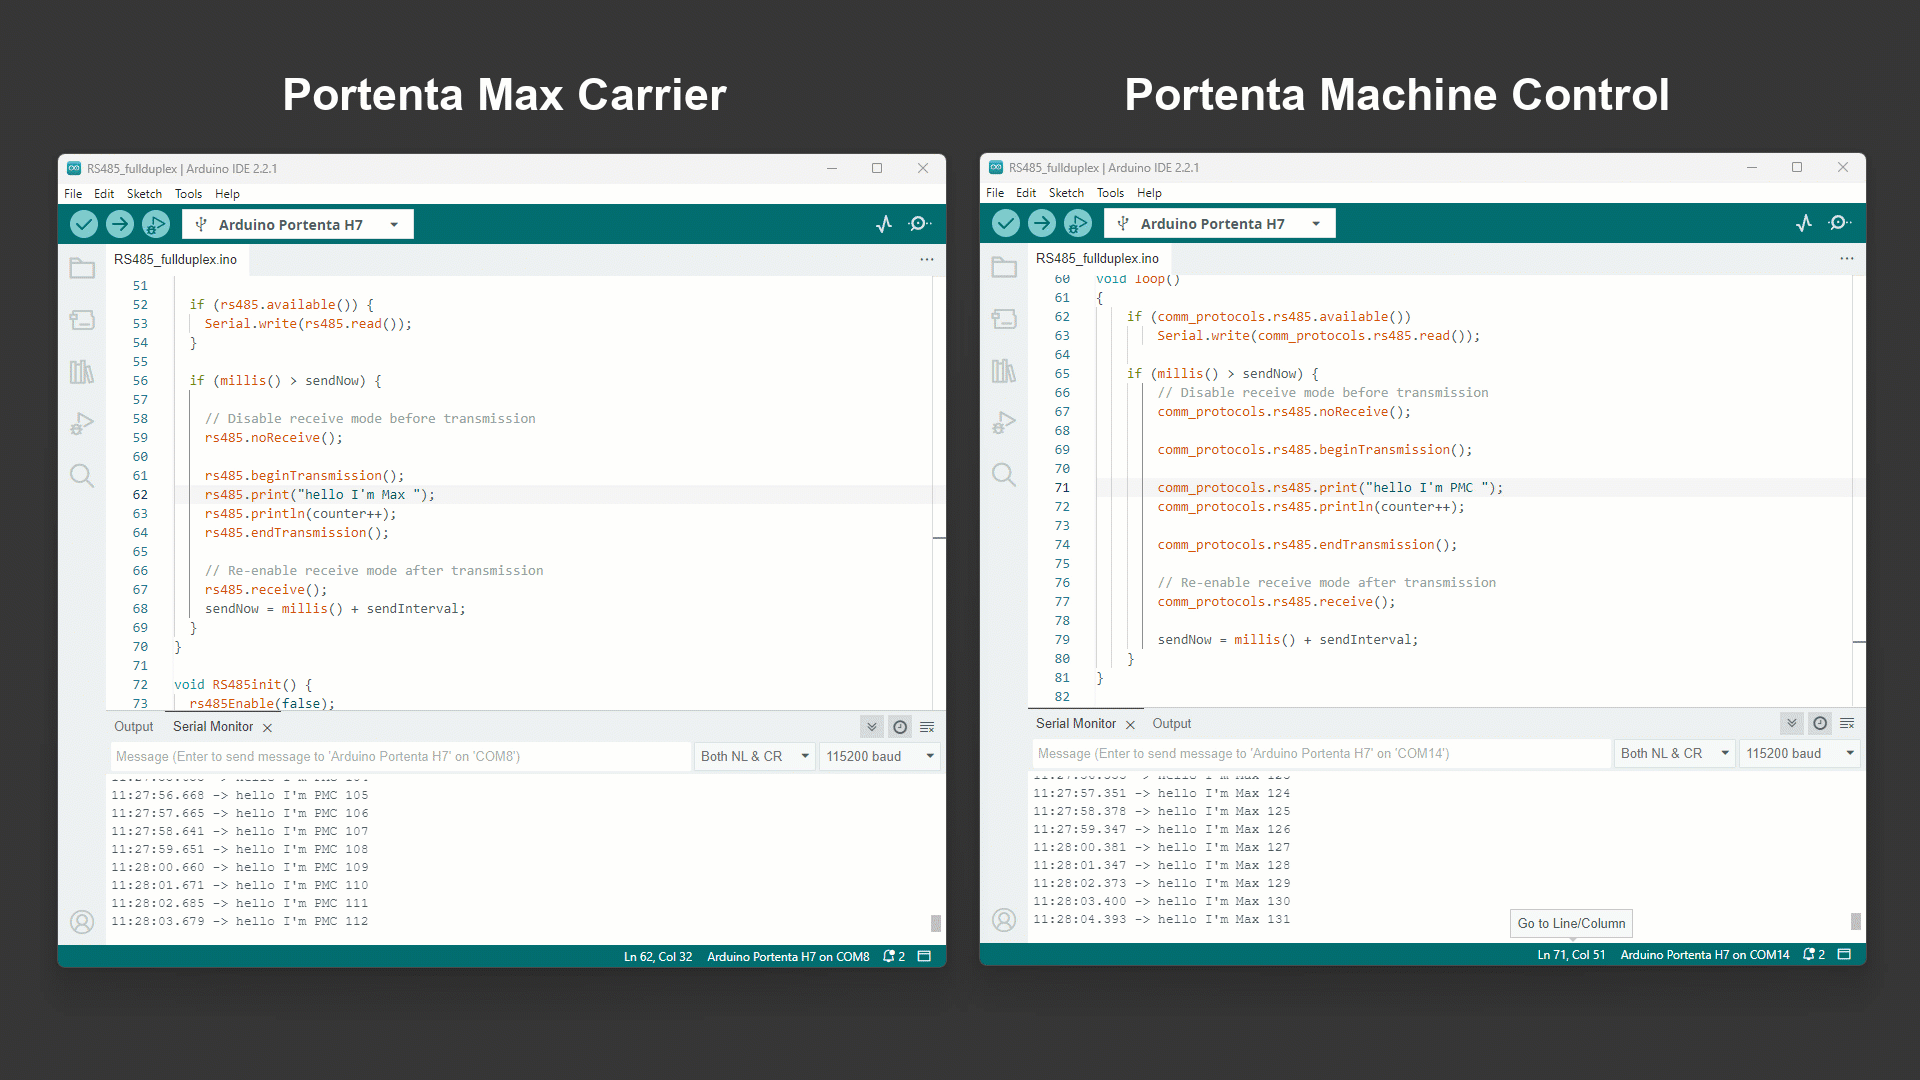 Portenta Max Carrier
RS485_fullduplex | Arduino IDE 2.2.1
File Edit Sketch Tools Help
Arduino Portenta H7
RS485_fullduplex.ino
51
52 if (rs485.available()) {
53 Serial.write(rs485.read());
54 }
55
56 if (millis() > sendNow) {
57
58 // Disable receive mode before transmission
59 rs485.noReceive();
60
61 rs485.beginTransmission();
62 rs485.print("hello I'm Max ");
63 rs485.println(counter++);
64 rs485.endTransmission();
65
66 // Re-enable receive mode after transmission
67 rs485.receive();
68 sendNow = millis() + sendInterval;
69 }
70 }
71
72 void RS485init() {
73 rs485Enable(false);
Output Serial Monitor
Message (Enter to send message to 'Arduino Portenta H7' on 'COM8')
Both NL & CR
115200 baud
11:27:56.668 -> hello I'm PMC 105
11:27:57.665 -> hello I'm PMC 106
11:27:58.641 -> hello I'm PMC 107
11:27:59.651 -> hello I'm PMC 108
11:28:00.660 -> hello I'm PMC 109
11:28:01.671 -> hello I'm PMC 110
11:28:02.685 -> hello I'm PMC 111
11:28:03.679 -> hello I'm PMC 112
Ln 62, Col 32 Arduino Portenta H7 on COM8 2
Portenta Machine Control
RS485_fullduplex | Arduino IDE 2.2.1
File Edit Sketch Tools Help
Arduino Portenta H7
RS485_fullduplex.ino
60 void loop()
61 {
62 if (comm_protocols.rs485.available())
63 Serial.write(comm_protocols.rs485.read());
64
65 if (millis() > sendNow) {
66 // Disable receive mode before transmission
67 comm_protocols.rs485.noReceive();
68
69 comm_protocols.rs485.beginTransmission();
70
71 comm_protocols.rs485.print("hello I'm PMC ");
72 comm_protocols.rs485.println(counter++);
73
74 comm_protocols.rs485.endTransmission();
75
76 // Re-enable receive mode after transmission
77 comm_protocols.rs485.receive();
78
79 sendNow = millis() + sendInterval;
80 }
81 }
82
Serial Monitor Output
Message (Enter to send message to 'Arduino Portenta H7' on 'COM14')
Both NL & CR
115200 baud
11:27:57.351 -> hello I'm Max 124
11:27:58.378 -> hello I'm Max 125
11:27:59.347 -> hello I'm Max 126
11:28:00.381 -> hello I'm Max 127
11:28:01.347 -> hello I'm Max 128
11:28:02.373 -> hello I'm Max 129
11:28:03.400 -> hello I'm Max 130
11:28:04.393 -> hello I'm Max 131
Go to Line/Column
Ln 71, Col 51 Arduino Portenta H7 on COM14 2